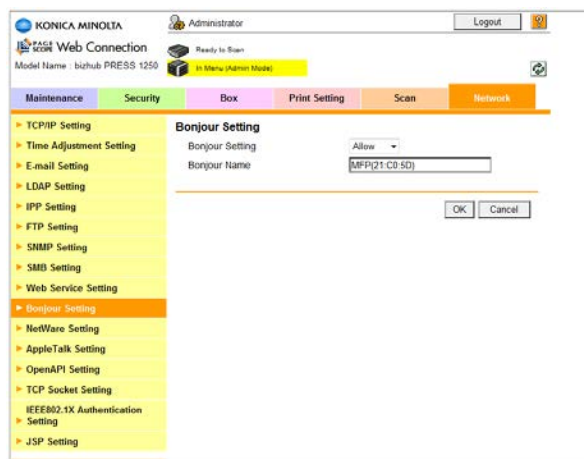 KONICA MINOLTA
Administrator
Logout
?
PAGE SCOPE Web Connection
Ready to Scan
Model Name : bizhub PRESS 1250
In Menu (Admin Mode)
Maintenance
Security
Box
Print Setting
Scan
Network
TCP/IP Setting
Time Adjustment Setting
E-mail Setting
LDAP Setting
IPP Setting
FTP Setting
SNMP Setting
SMB Setting
Web Service Setting
Bonjour Setting
NetWare Setting
AppleTalk Setting
OpenAPI Setting
TCP Socket Setting
IEEE802.1X Authentication
Setting
JSP Setting
Bonjour Setting
Bonjour Setting Allow
Bonjour Name MFP(21:C0:5D)
OK Cancel